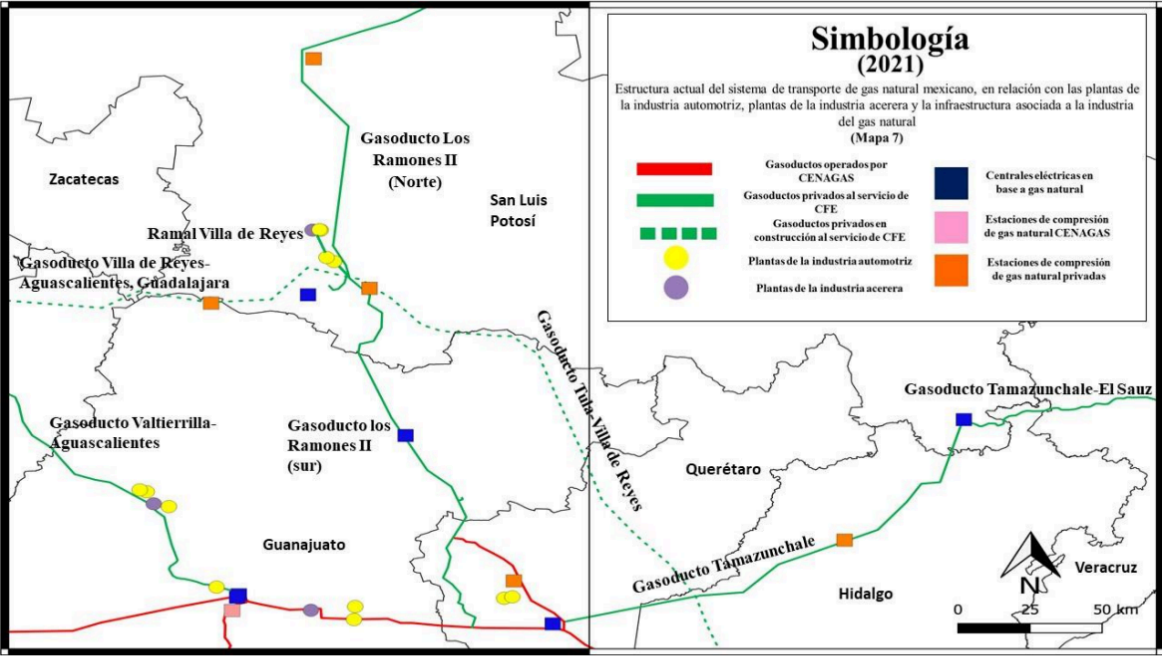 Simbología
(2021)
Estructura actual del sistema de transporte de gas natural mexicano, en relación con las plantas de
la industria automotriz, plantas de la industria acerera y la infraestructura asociada a la industria
del gas natural
(Mapa 7)
Gasoductos operados por
CENAGAS
Gasoductos privados al servicio de
CFE
Gasoductos privados en
construcción al servicio de CFE
Plantas de la industria automotriz
Plantas de la industria acerera
Centrales eléctricas en
base a gas natural
Estaciones de compresión
de gas natural CENAGAS
Estaciones de compresión
de gas natural privadas
Gasoducto Los
Ramones II
(Norte)
Zacatecas
San Luis
Potosí
Ramal Villa de Reyes
Gasoducto Villa de Reyes-
Aguascalientes, Guadalajara
Gasoducto Tula-Villa de Reyes
Gasoducto Tamazunchale-El Sauz
Gasoducto Valtierrilla-
Aguascalientes
Gasoducto los
Ramones II
(sur)
Querétaro
Guanajuato
Gasoducto Tamazunchale
Hidalgo
Veracruz
N
0 25 50 km